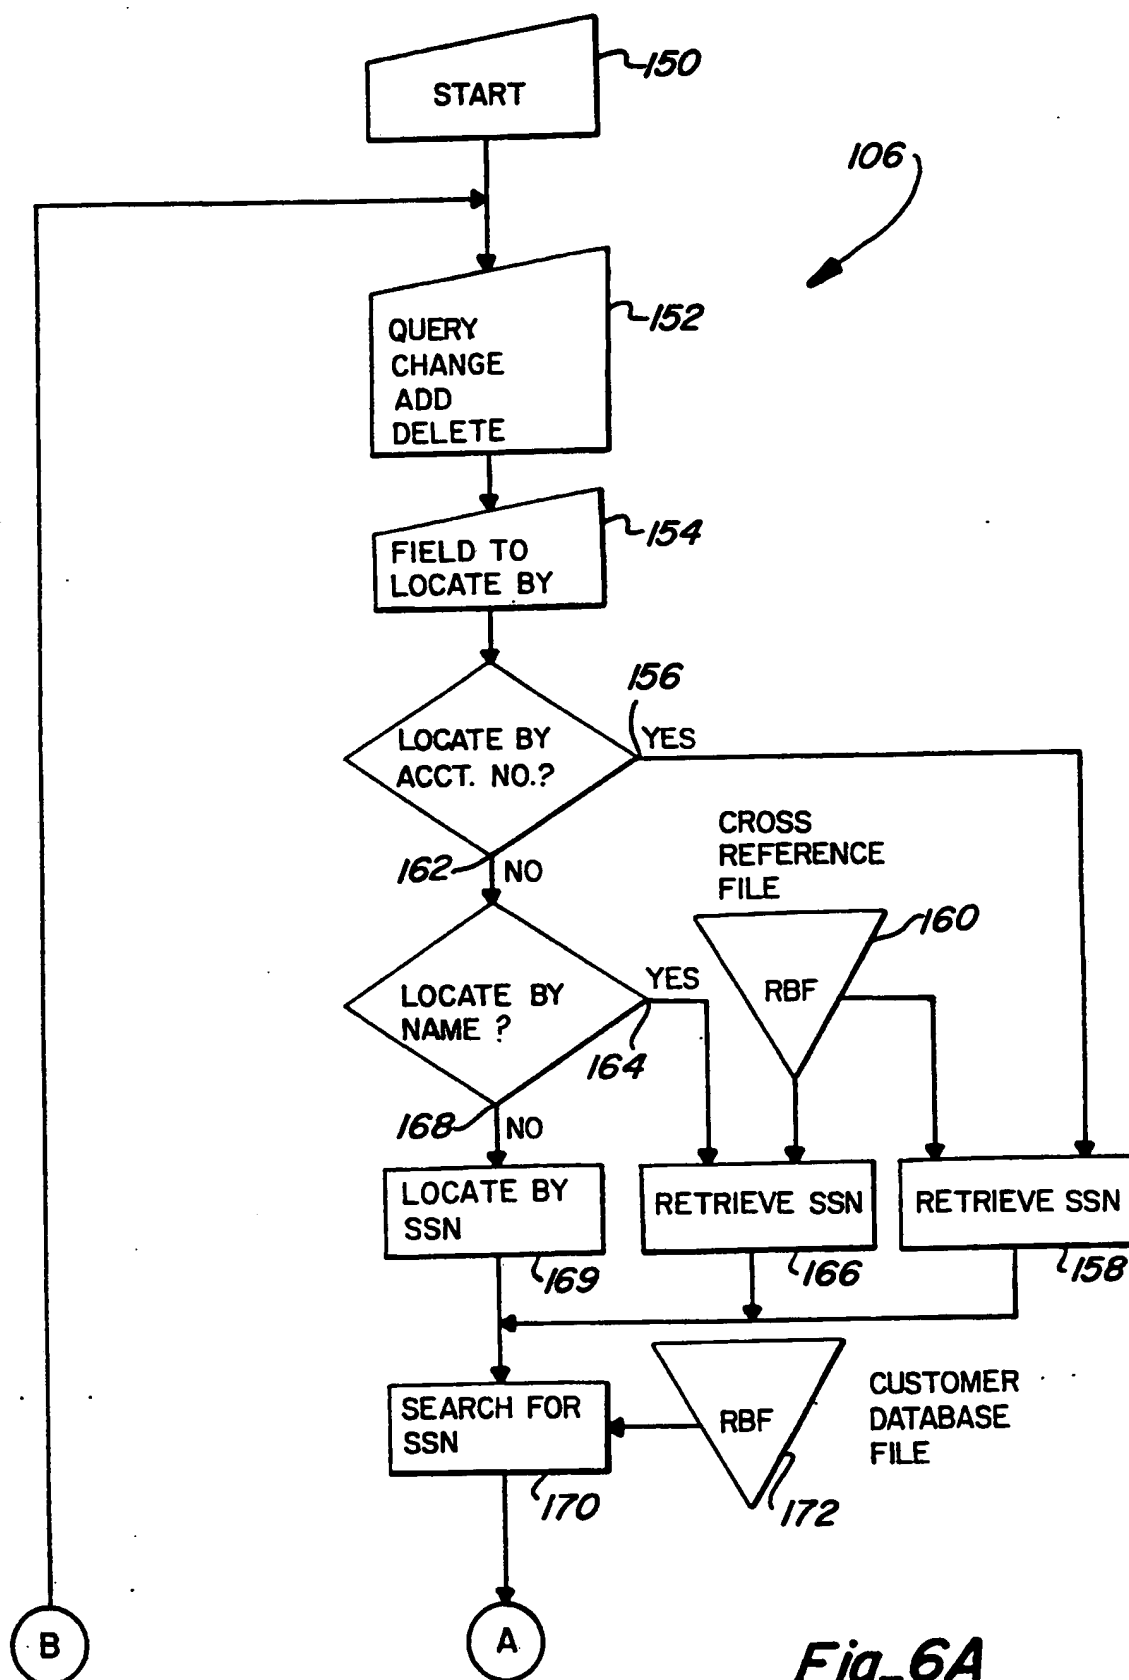 150
START
106
152
QUERY
CHANGE
ADD
DELETE
154
FIELD TO
LOCATE BY
156
YES
LOCATE BY
ACCT. NO.?
162
NO
CROSS
REFERENCE
FILE
160
RBF
YES
LOCATE BY
NAME ?
164
168
NO
LOCATE BY
SSN
RETRIEVE SSN
RETRIEVE SSN
169
166
158
SEARCH FOR
SSN
RBF
CUSTOMER
DATABASE
FILE
170
172
B
A
Fig_6A